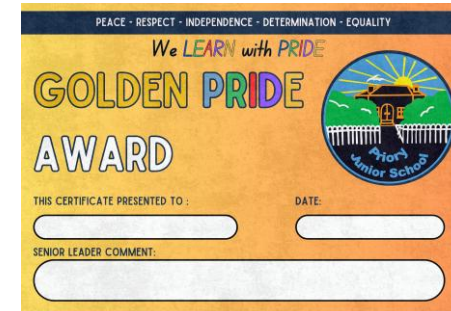 PEACE - RESPECT - INDEPENDENCE - DETERMINATION - EQUALITY
We LEARN with PRIDE
GOLDEN PRIDE
AWARD
Priory
Junior School
THIS CERTIFICATE PRESENTED TO :
DATE:
SENIOR LEADER COMMENT: